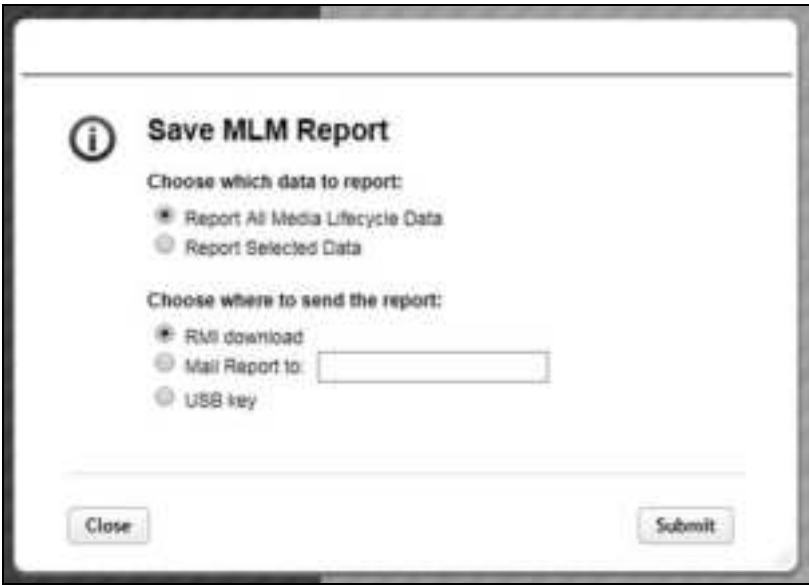 Save MLM Report
Choose which data to report:
Report All Media Lifecycle Data
Report Selected Data
Choose where to send the report:
RMI download
Mail Report to:
USB key
Close
Submit